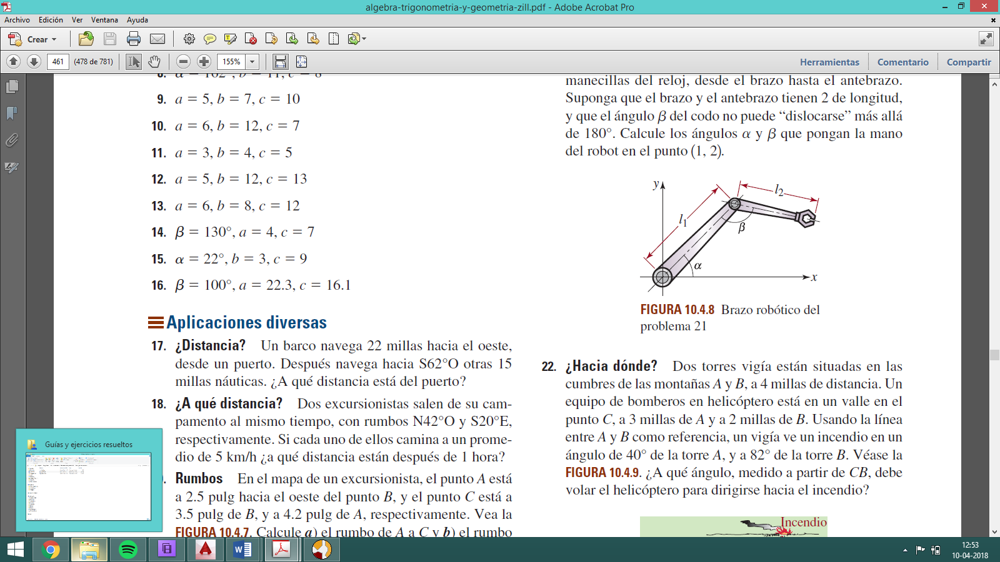 algebra-trigonometria-y-geometria-zill.pdf - Adobe Acrobat Pro
Archivo Edición Ver Ventana Ayuda
Crear
461 (478 de 781) 155%
Herramientas Comentario Compartir
8. α = 162°, b = 11, c = 8
9. a = 5, b = 7, c = 10
10. a = 6, b = 12, c = 7
11. a = 3, b = 4, c = 5
12. a = 5, b = 12, c = 13
13. a = 6, b = 8, c = 12
14. β = 130°, a = 4, c = 7
15. α = 22°, b = 3, c = 9
16. β = 100°, a = 22.3, c = 16.1
Aplicaciones diversas
17. ¿Distancia? Un barco navega 22 millas hacia el oeste,
desde un puerto. Después navega hacia S62°O otras 15
millas náuticas. ¿A qué distancia está del puerto?
18. ¿A qué distancia? Dos excursionistas salen de su cam-
pamento al mismo tiempo, con rumbos N42°O y S20°E,
respectivamente. Si cada uno de ellos camina a un prome-
dio de 5 km/h ¿a qué distancia están después de 1 hora?
. Rumbos En el mapa de un excursionista, el punto A está
a 2.5 pulg hacia el oeste del punto B, y el punto C está a
3.5 pulg de B, y a 4.2 pulg de A, respectivamente. Vea la
FIGURA 10.4.7. Calcule a) el rumbo de A a C y b) el rumbo
manecillas del reloj, desde el brazo hasta el antebrazo.
Suponga que el brazo y el antebrazo tienen 2 de longitud,
y que el ángulo β del codo no puede “dislocarse” más allá
de 180°. Calcule los ángulos α y β que pongan la mano
del robot en el punto (1, 2).
y
l2
l1
β
α
x
FIGURA 10.4.8 Brazo robótico del
problema 21
22. ¿Hacia dónde? Dos torres vigía están situadas en las
cumbres de las montañas A y B, a 4 millas de distancia. Un
equipo de bomberos en helicóptero está en un valle en el
punto C, a 3 millas de A y a 2 millas de B. Usando la línea
entre A y B como referencia, un vigía ve un incendio en un
ángulo de 40° de la torre A, y a 82° de la torre B. Véase la
FIGURA 10.4.9. ¿A qué ángulo, medido a partir de CB, debe
volar el helicóptero para dirigirse hacia el incendio?
Incendio
Guías y ejercicios resueltos
12:53
10-04-2018